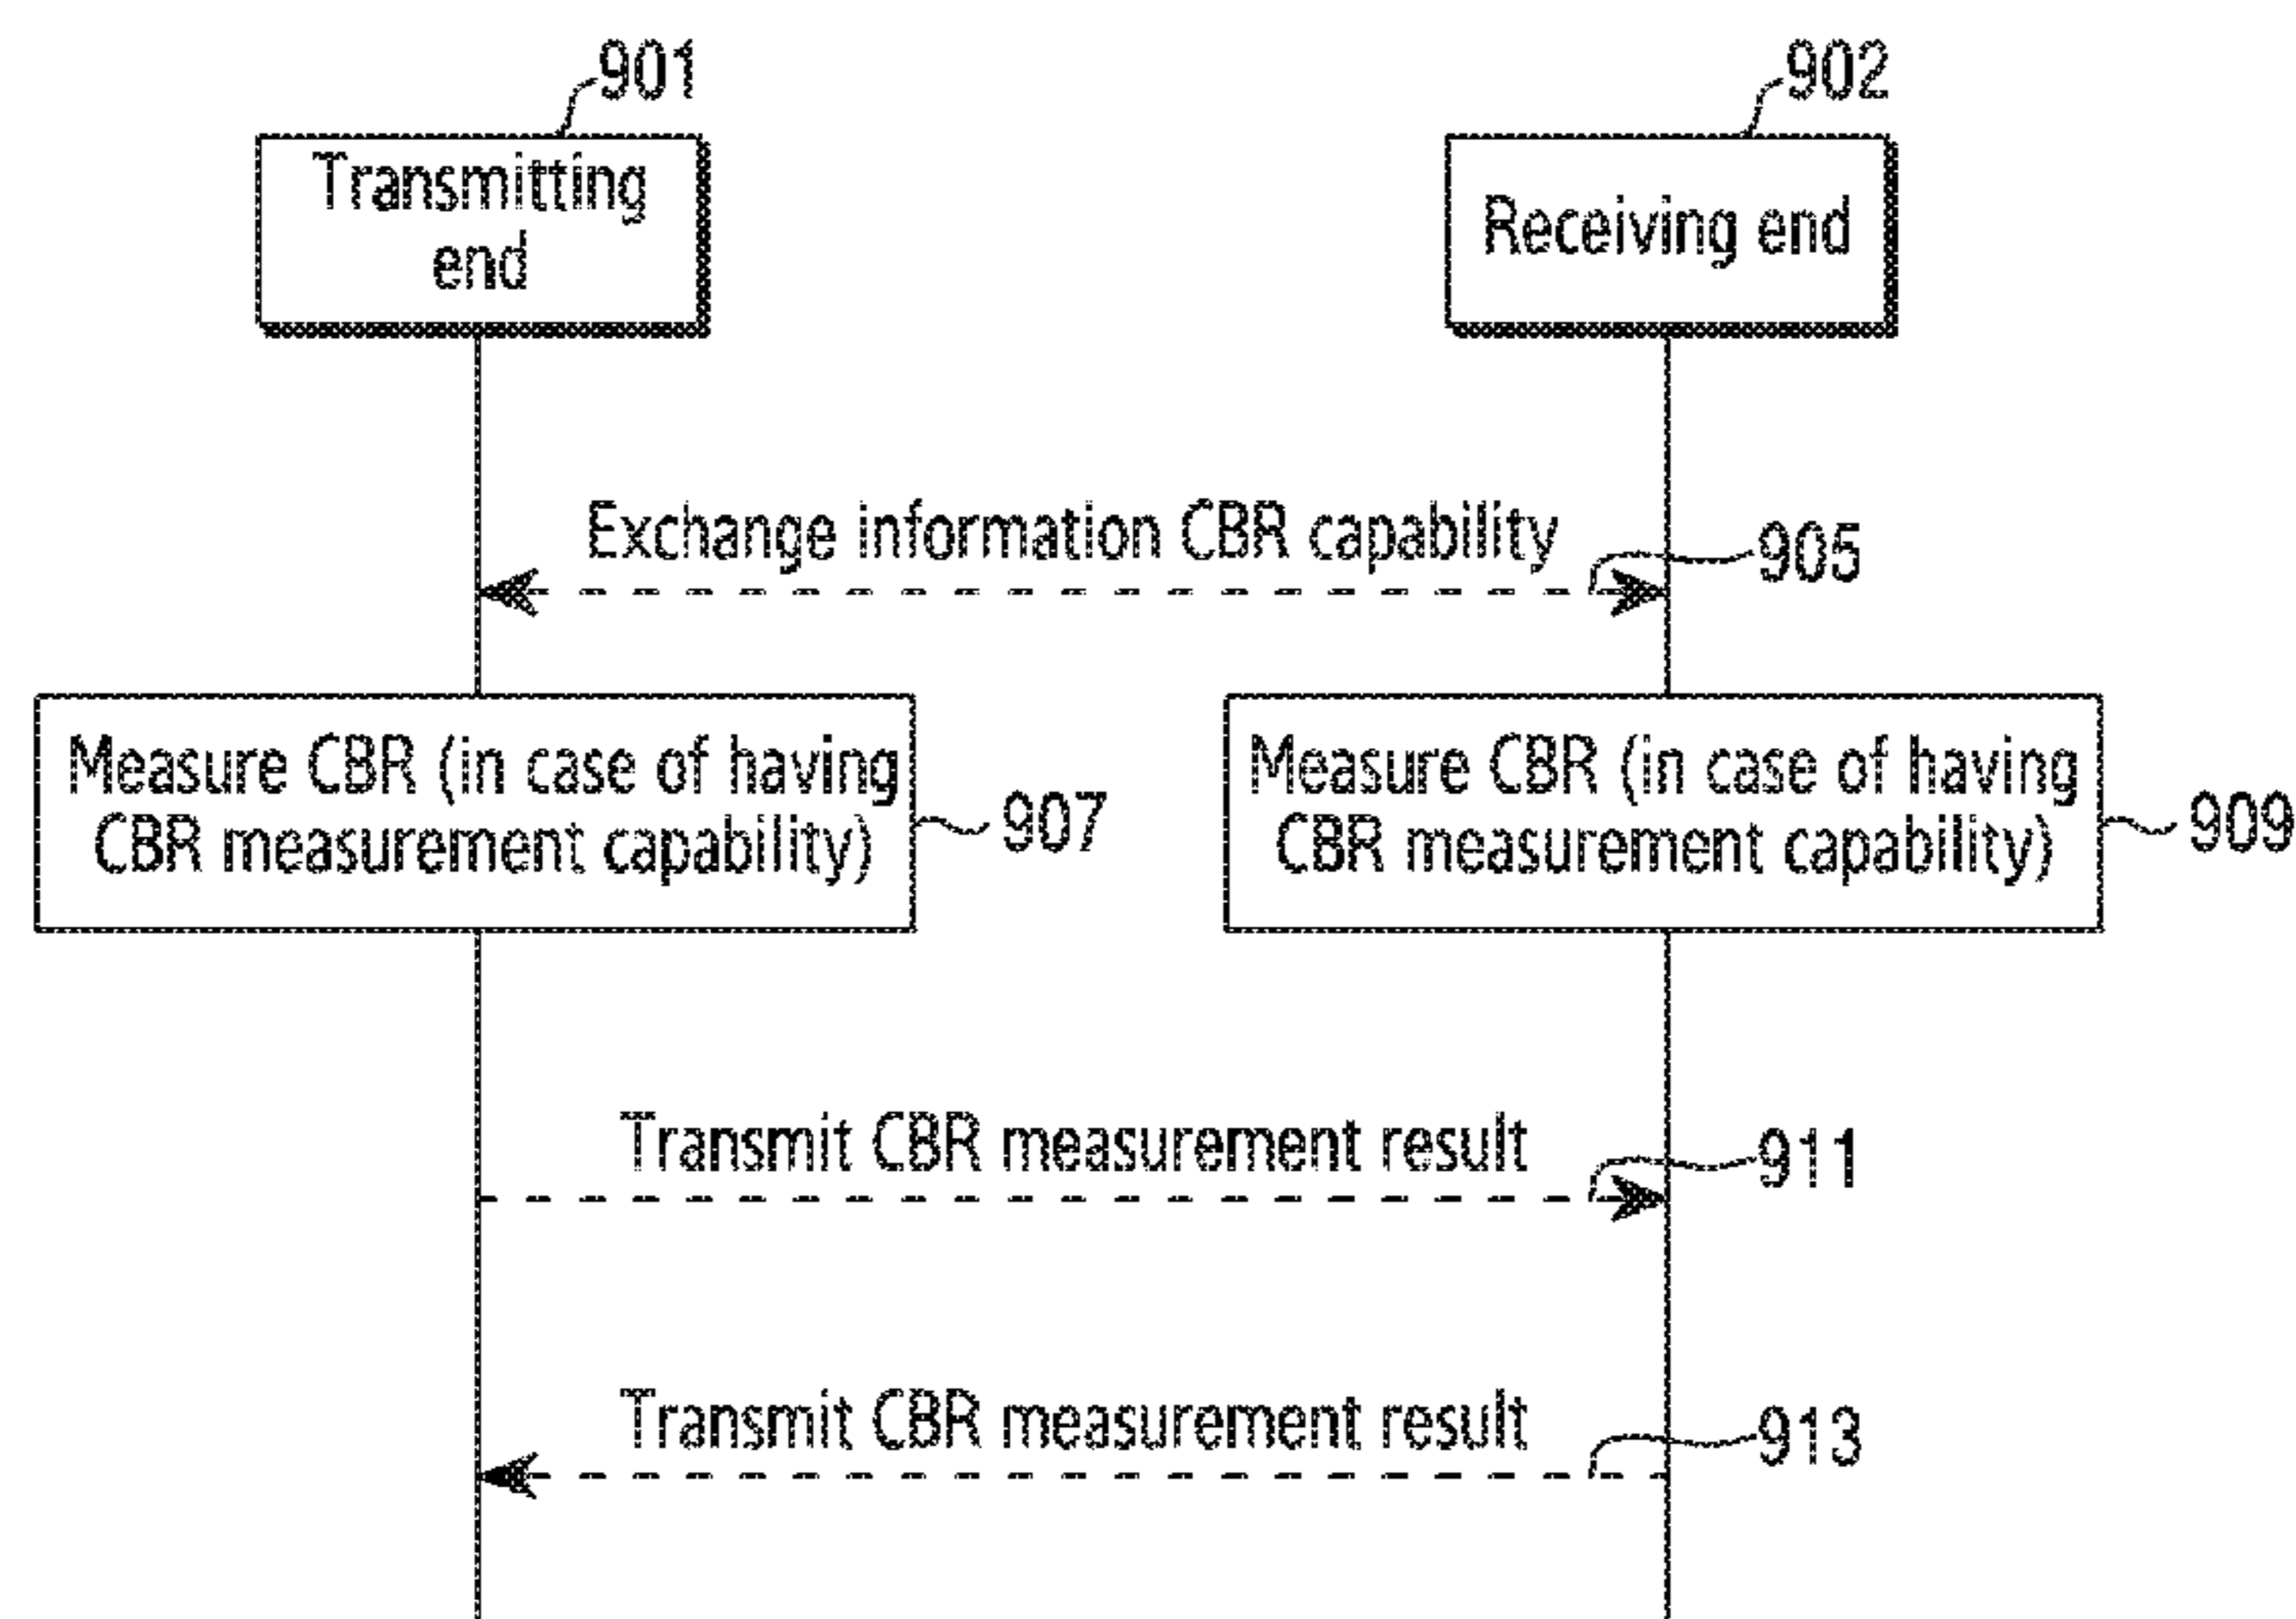 901
902
Transmitting
end
Receiving end
Exchange information CBR capability
905
Measure CBR (in case of having
CBR measurement capability)
907
Measure CBR (in case of having
CBR measurement capability)
909
Transmit CBR measurement result
911
Transmit CBR measurement result
913